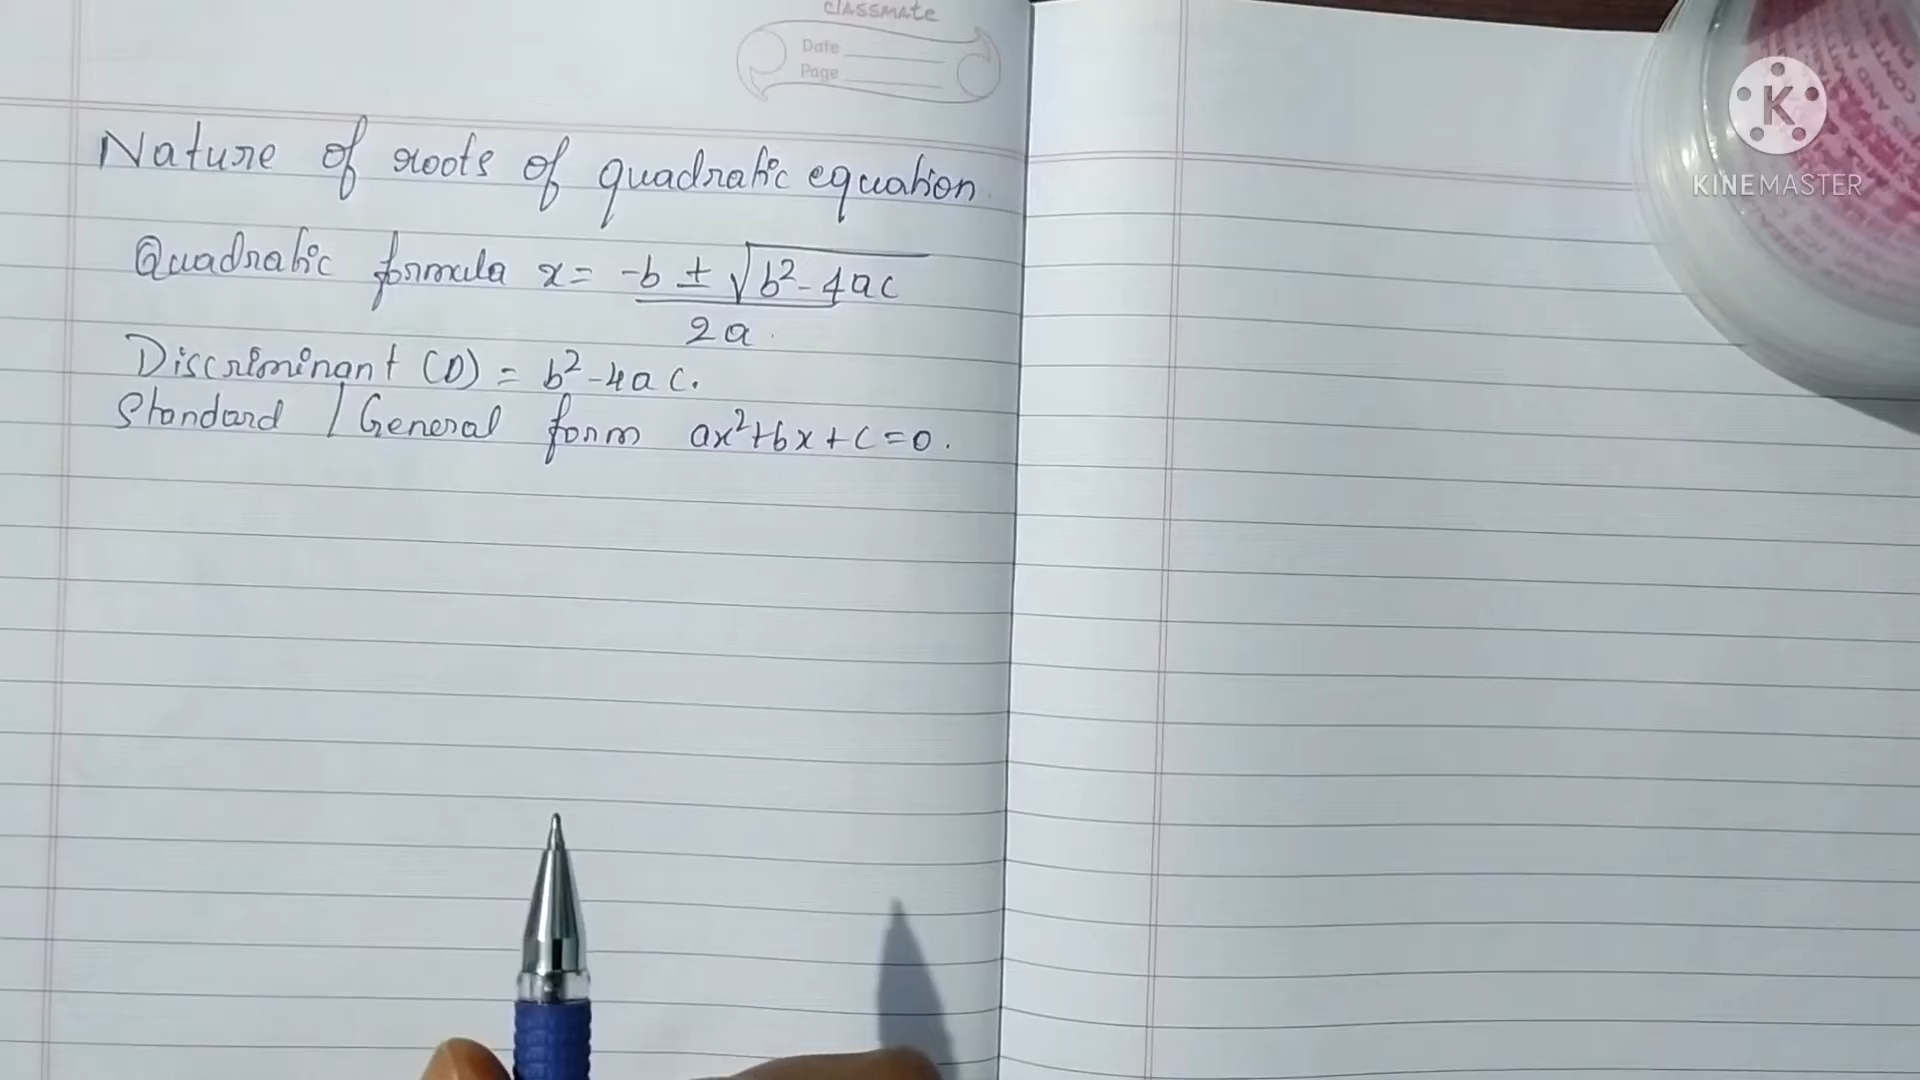 classmate
Date
Page
Nature of roots of quadratic equation.
Quadratic formula x = -b ± √b² - 4ac
2a.
Discriminant (D) = b² - 4ac.
Standard / General form ax² + bx + c = 0.
KINEMASTER